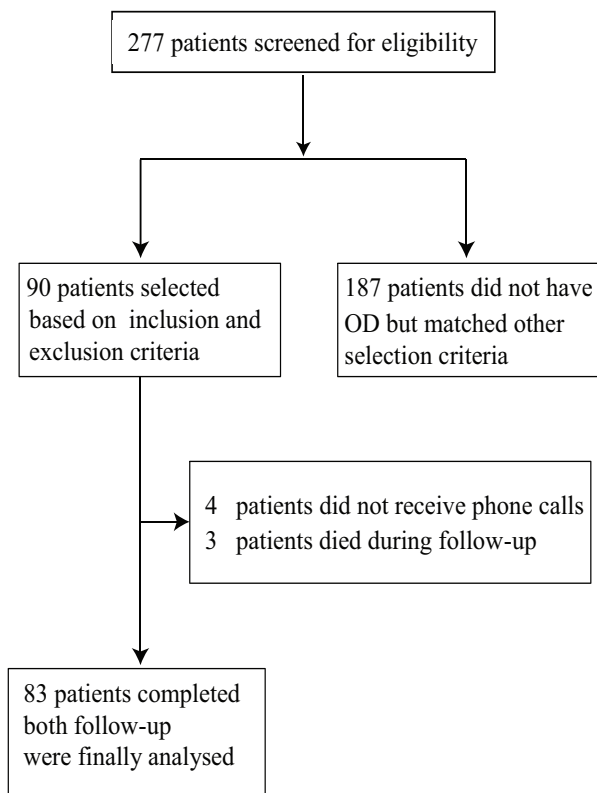 277 patients screened for eligibility
90 patients selected
based on inclusion and
exclusion criteria
187 patients did not have
OD but matched other
selection criteria
4 patients did not receive phone calls
3 patients died during follow-up
83 patients completed
both follow-up
were finally analysed